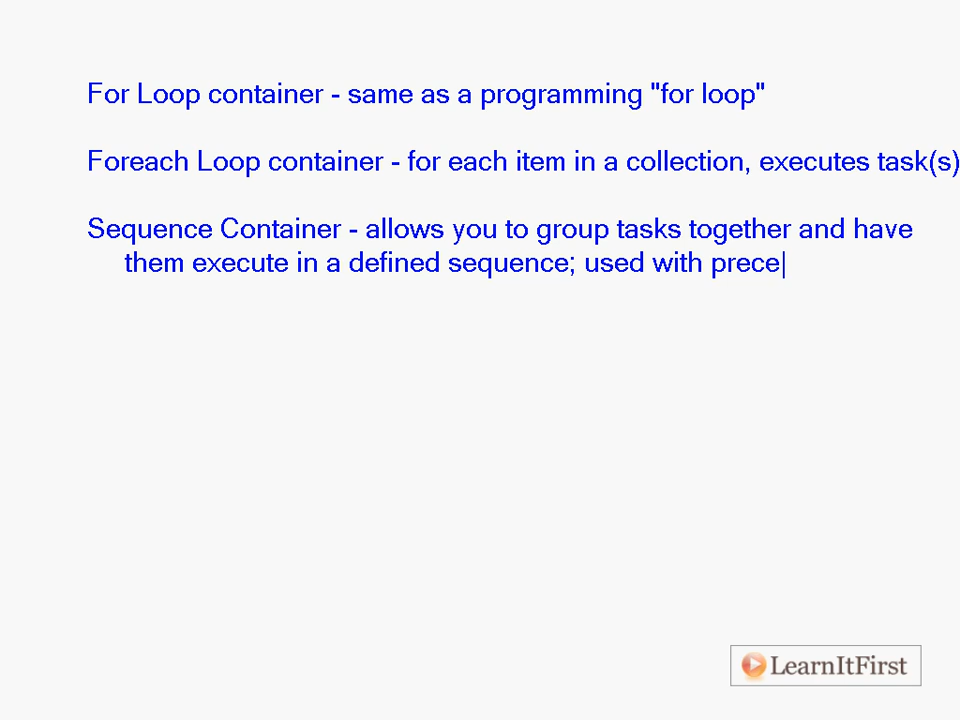 For Loop container - same as a programming "for loop"
Foreach Loop container - for each item in a collection, executes task(s)
Sequence Container - allows you to group tasks together and have
them execute in a defined sequence; used with prece
LearnItFirst